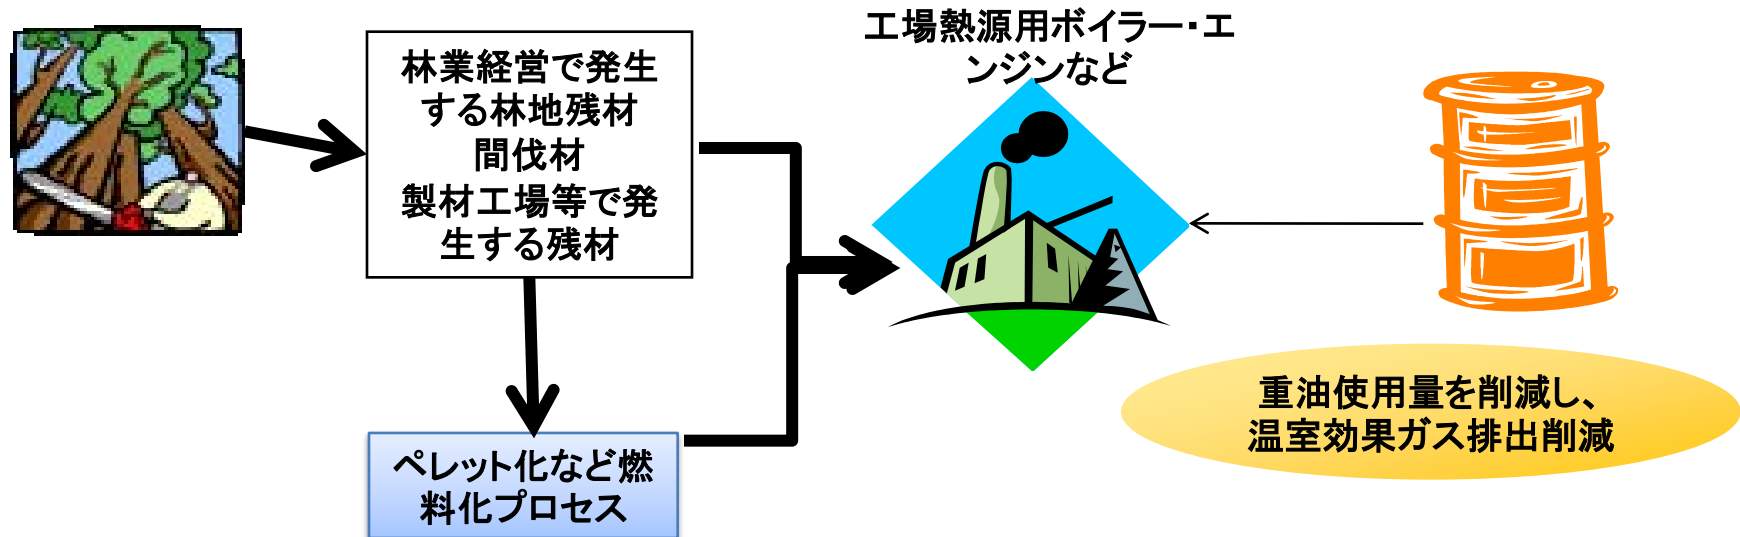 工場熱源用ボイラー・エ
ンジンなど
林業経営で発生
する林地残材
間伐材
製材工場等で発
生する残材
重油使用量を削減し、
温室効果ガス排出削減
ペレット化など燃
料化プロセス